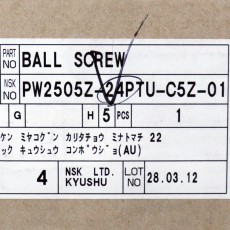 PART NO BALL SCREW
NSK NO PW2505Z-24PTU-C5Z-01
G H 5 PCS 1
ケン ミヤコグン カリタチョウ ミナトマチ 22
ック キュウシュウ コンポウジョ(AU)
4 NSK LTD. KYUSHU LOT NO 28.03.12